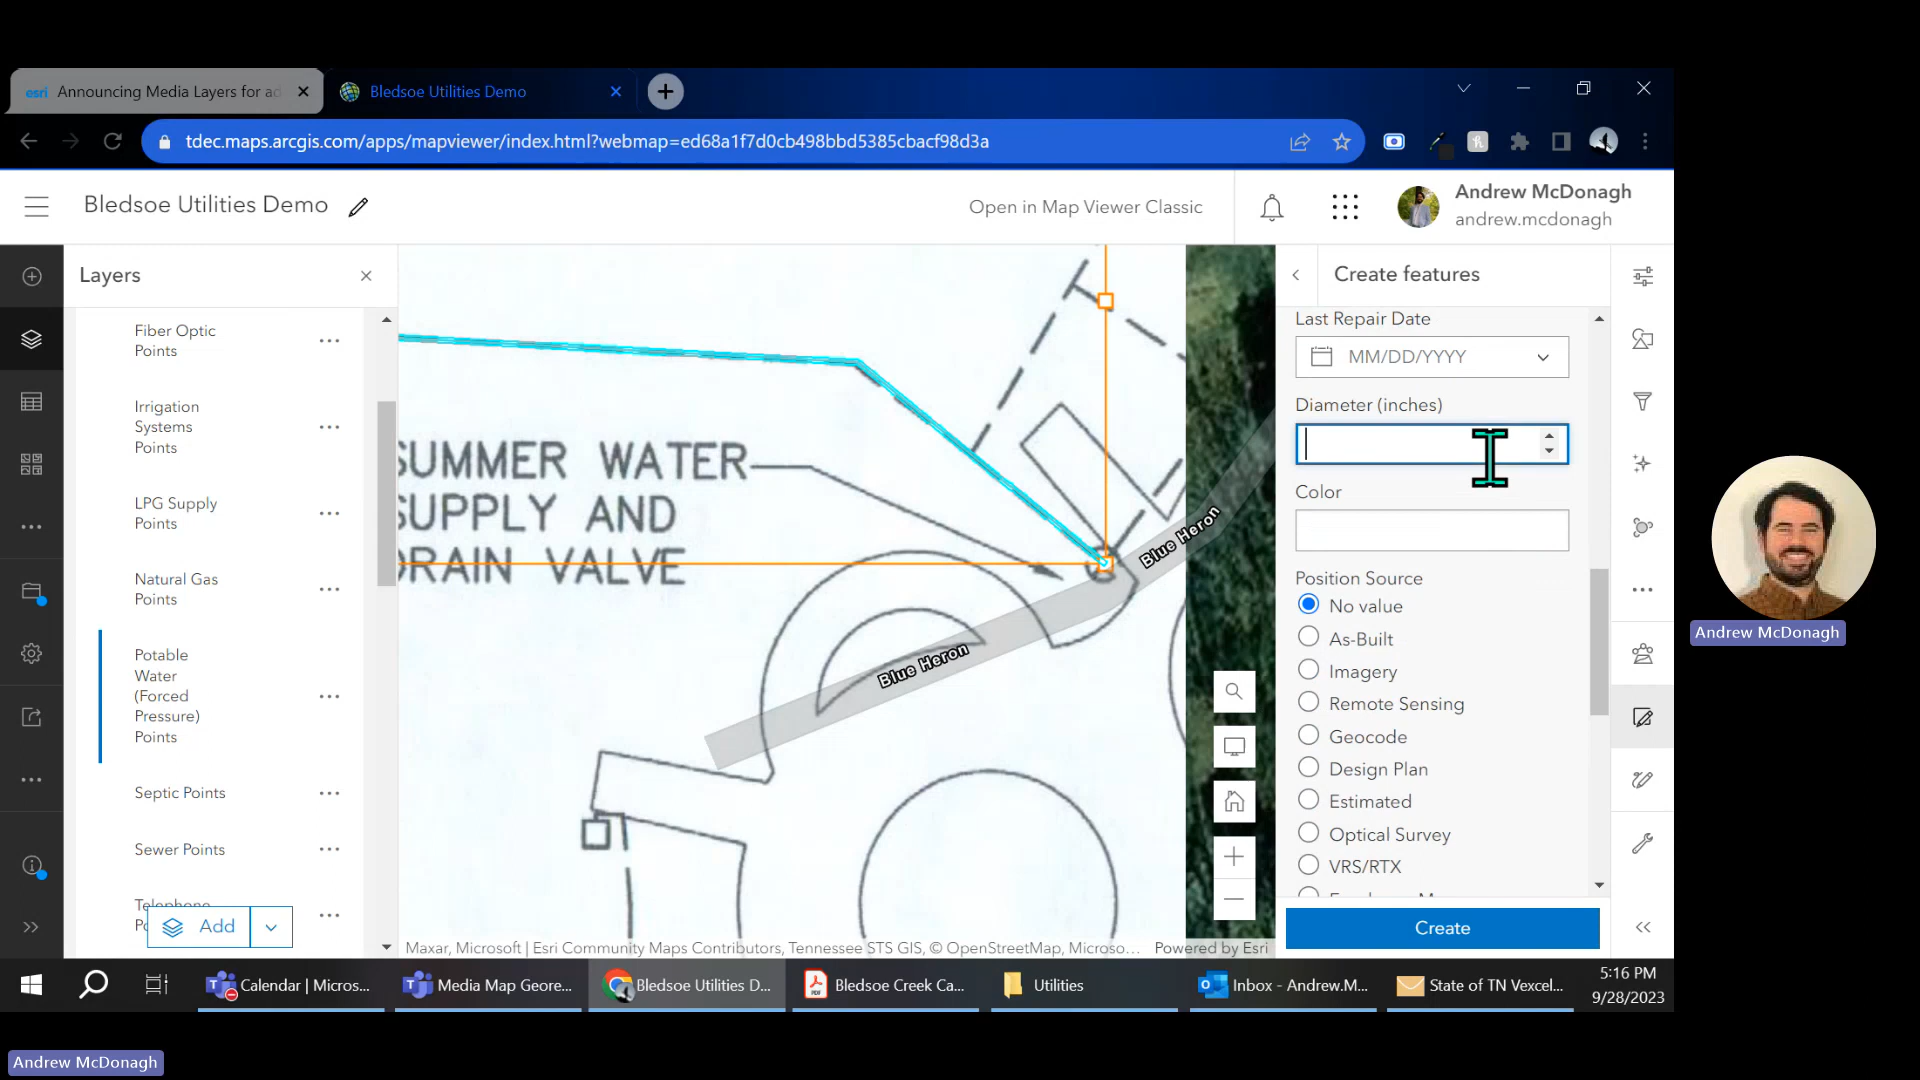 esri Announcing Media Layers for ad
Bledsoe Utilities Demo
tdec.maps.arcgis.com/apps/mapviewer/index.html?webmap=ed68a1f7d0cb498bbd5385cbacf98d3a
Bledsoe Utilities Demo
Open in Map Viewer Classic
Andrew McDonagh
andrew.mcdonagh
Layers
Fiber Optic
Points
Irrigation
Systems
Points
LPG Supply
Points
Natural Gas
Points
Potable
Water
(Forced
Pressure)
Points
Septic Points
Sewer Points
Telephone
Add
SUMMER WATER
SUPPLY AND
DRAIN VALVE
Blue Heron
Blue Heron
Maxar, Microsoft | Esri Community Maps Contributors, Tennessee STS GIS, © OpenStreetMap, Microso...
Powered by Esri
Create features
Last Repair Date
MM/DD/YYYY
Diameter (inches)
Color
Position Source
No value
As-Built
Imagery
Remote Sensing
Geocode
Design Plan
Estimated
Optical Survey
VRS/RTX
Create
Andrew McDonagh
Calendar | Micros...
Media Map Geore...
Bledsoe Utilities D...
PDF
Bledsoe Creek Ca...
Utilities
Inbox - Andrew.M...
State of TN Vexcel...
5:16 PM
9/28/2023
Andrew McDonagh